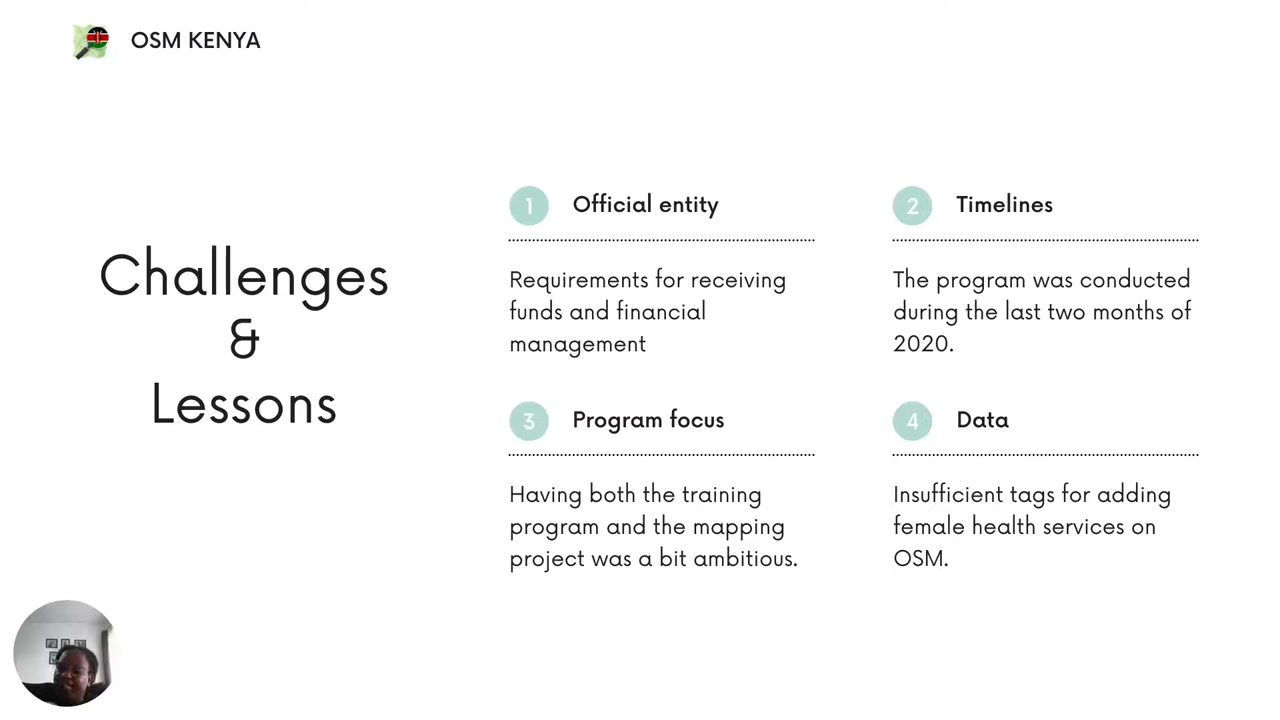 OSM KENYA
Challenges
&
Lessons
1 Official entity
Requirements for receiving
funds and financial
management
2 Timelines
The program was conducted
during the last two months of
2020.
3 Program focus
Having both the training
program and the mapping
project was a bit ambitious.
4 Data
Insufficient tags for adding
female health services on
OSM.